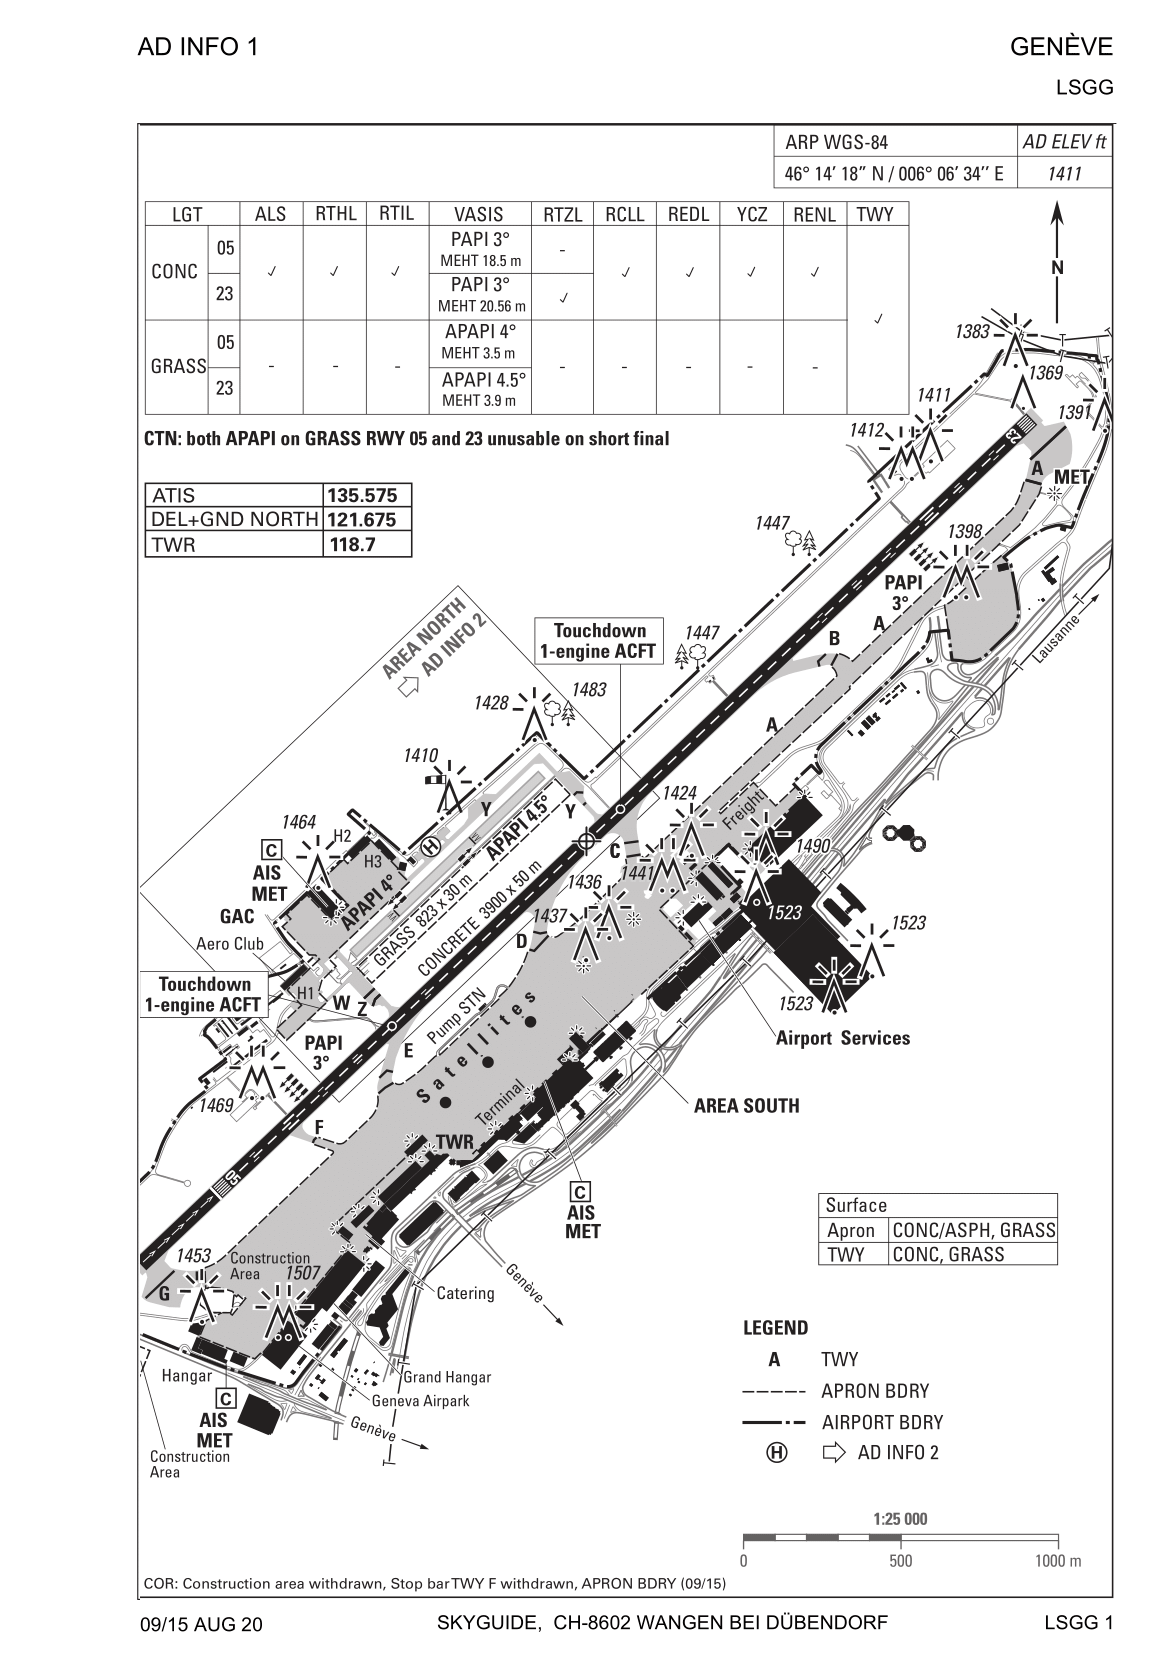 AD INFO 1
GENÈVE
LSGG
ARP WGS-84
AD ELEV ft
46° 14’ 18” N / 006° 06’ 34’’ E
1411
LGT ALS RTHL RTIL VASIS RTZL RCLL REDL YCZ RENL TWY
CONC
05 ✓ ✓ ✓ PAPI 3° - ✓ ✓ ✓ ✓ ✓
MEHT 18.5 m
23 PAPI 3° ✓
MEHT 20.56 m
GRASS
05 - - - APAPI 4° - - - - -
MEHT 3.5 m
23 APAPI 4.5°
MEHT 3.9 m
CTN: both APAPI on GRASS RWY 05 and 23 unusable on short final
ATIS 135.575
DEL+GND NORTH 121.675
TWR 118.7
N
1383
1369
1391
1411
1412
23
A
MET
1447
1398
PAPI
3°
A
B
Lausanne
AREA NORTH
AD INFO 2
Touchdown
1-engine ACFT
1447
1428
1483
A
1410
Y
Y
APAPI 4.5°
1424
Freight
1464
H2
H3
H
C
AIS
MET
GAC
APAPI 4°
GRASS 823 x 30 m
CONCRETE 3900 x 50 m
C
1441
1490
1436
1437
1523
1523
1523
D
Aero Club
Touchdown
1-engine ACFT
H1
W
Z
PAPI
3°
E
Pump STN
Satellites
Airport Services
Terminal
AREA SOUTH
1469
F
TWR
05
C
AIS
MET
Surface
Apron CONC/ASPH, GRASS
TWY CONC, GRASS
1453
Construction
Area
1507
G
Catering
Genève
Hangar
Grand Hangar
Geneva Airpark
C
AIS
MET
Genève
Construction
Area
LEGEND
A TWY
APRON BDRY
AIRPORT BDRY
H AD INFO 2
1:25 000
0 500 1000 m
COR: Construction area withdrawn, Stop bar TWY F withdrawn, APRON BDRY (09/15)
09/15 AUG 20
SKYGUIDE, CH-8602 WANGEN BEI DÜBENDORF
LSGG 1